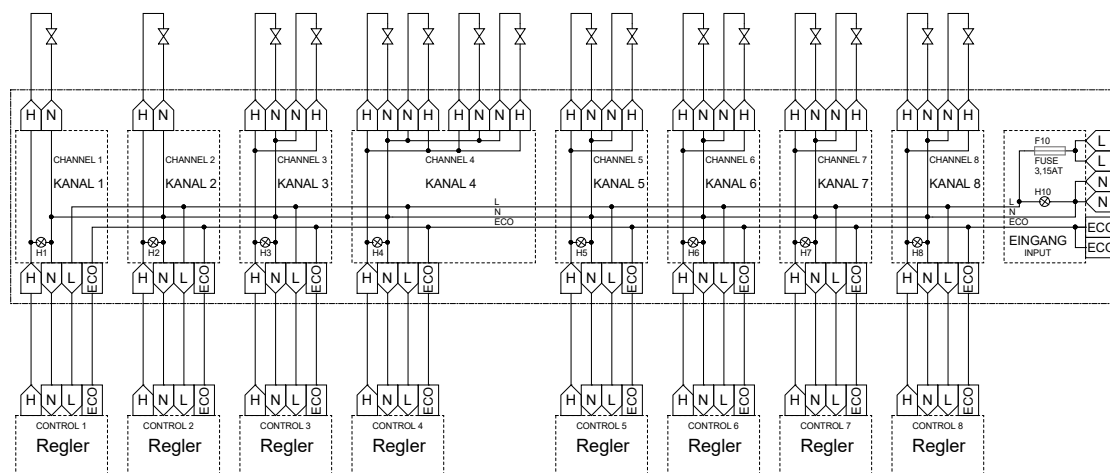 H N H N H N N H H N N H H N N H H N N H H N N H H N N H H N N H
CHANNEL 1 CHANNEL 2 CHANNEL 3 CHANNEL 4 CHANNEL 5 CHANNEL 6 CHANNEL 7 CHANNEL 8
KANAL 1 KANAL 2 KANAL 3 KANAL 4 KANAL 5 KANAL 6 KANAL 7 KANAL 8
F10
FUSE
3,15AT
L
L
N
H10
N
L L
N N
ECO ECO
ECO
ECO
EINGANG
INPUT
H1 H2 H3 H4 H5 H6 H7 H8
H N L ECO H N L ECO H N L ECO H N L ECO H N L ECO H N L ECO H N L ECO H N L ECO
H N L ECO H N L ECO H N L ECO H N L ECO H N L ECO H N L ECO H N L ECO H N L ECO
CONTROL 1 CONTROL 2 CONTROL 3 CONTROL 4 CONTROL 5 CONTROL 6 CONTROL 7 CONTROL 8
Regler Regler Regler Regler Regler Regler Regler Regler